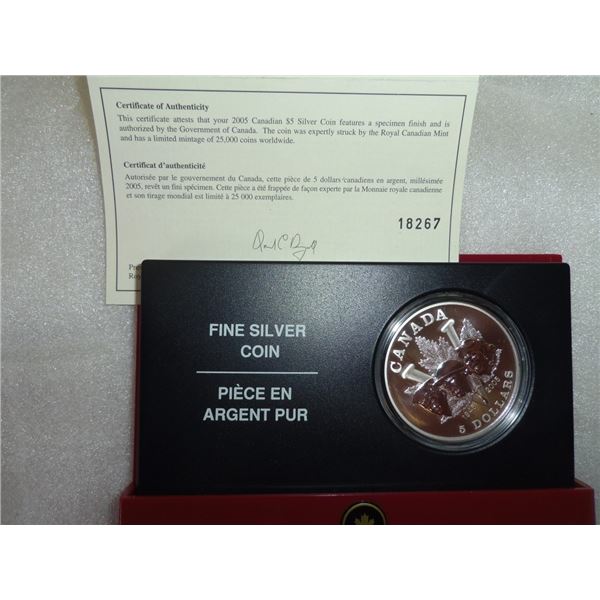 Certificate of Authenticity
This certificate attests that your 2005 Canadian $5 Silver Coin features a specimen finish and is
authorized by the Government of Canada. The coin was expertly struck by the Royal Canadian Mint
and has a limited mintage of 25,000 coins worldwide.
Certificat d'authenticité
Autorisée par le gouvernement du Canada, cette pièce de 5 dollars canadiens en argent, millésimée
2005, revêt un fini spécimen. Cette pièce a été frappée de façon experte par la Monnaie royale canadienne
et son tirage mondial est limité à 25 000 exemplaires.
18267
FINE SILVER
COIN
PIÈCE EN
ARGENT PUR
CANADA
2005
5 DOLLARS